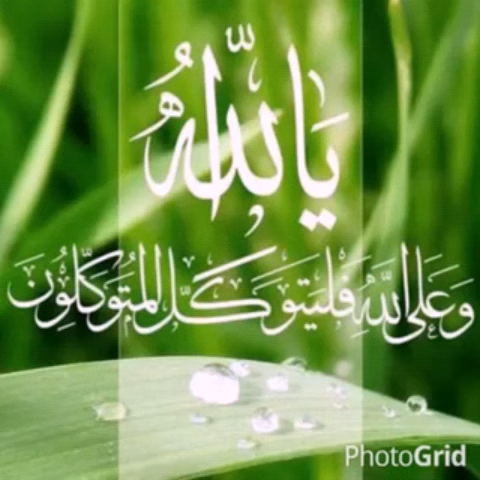 يَا اللّٰهُ
وَعَلَى اللَّهِ فَلْيَتَوَكَّلِ الْمُتَوَكِّلُونَ
PhotoGrid